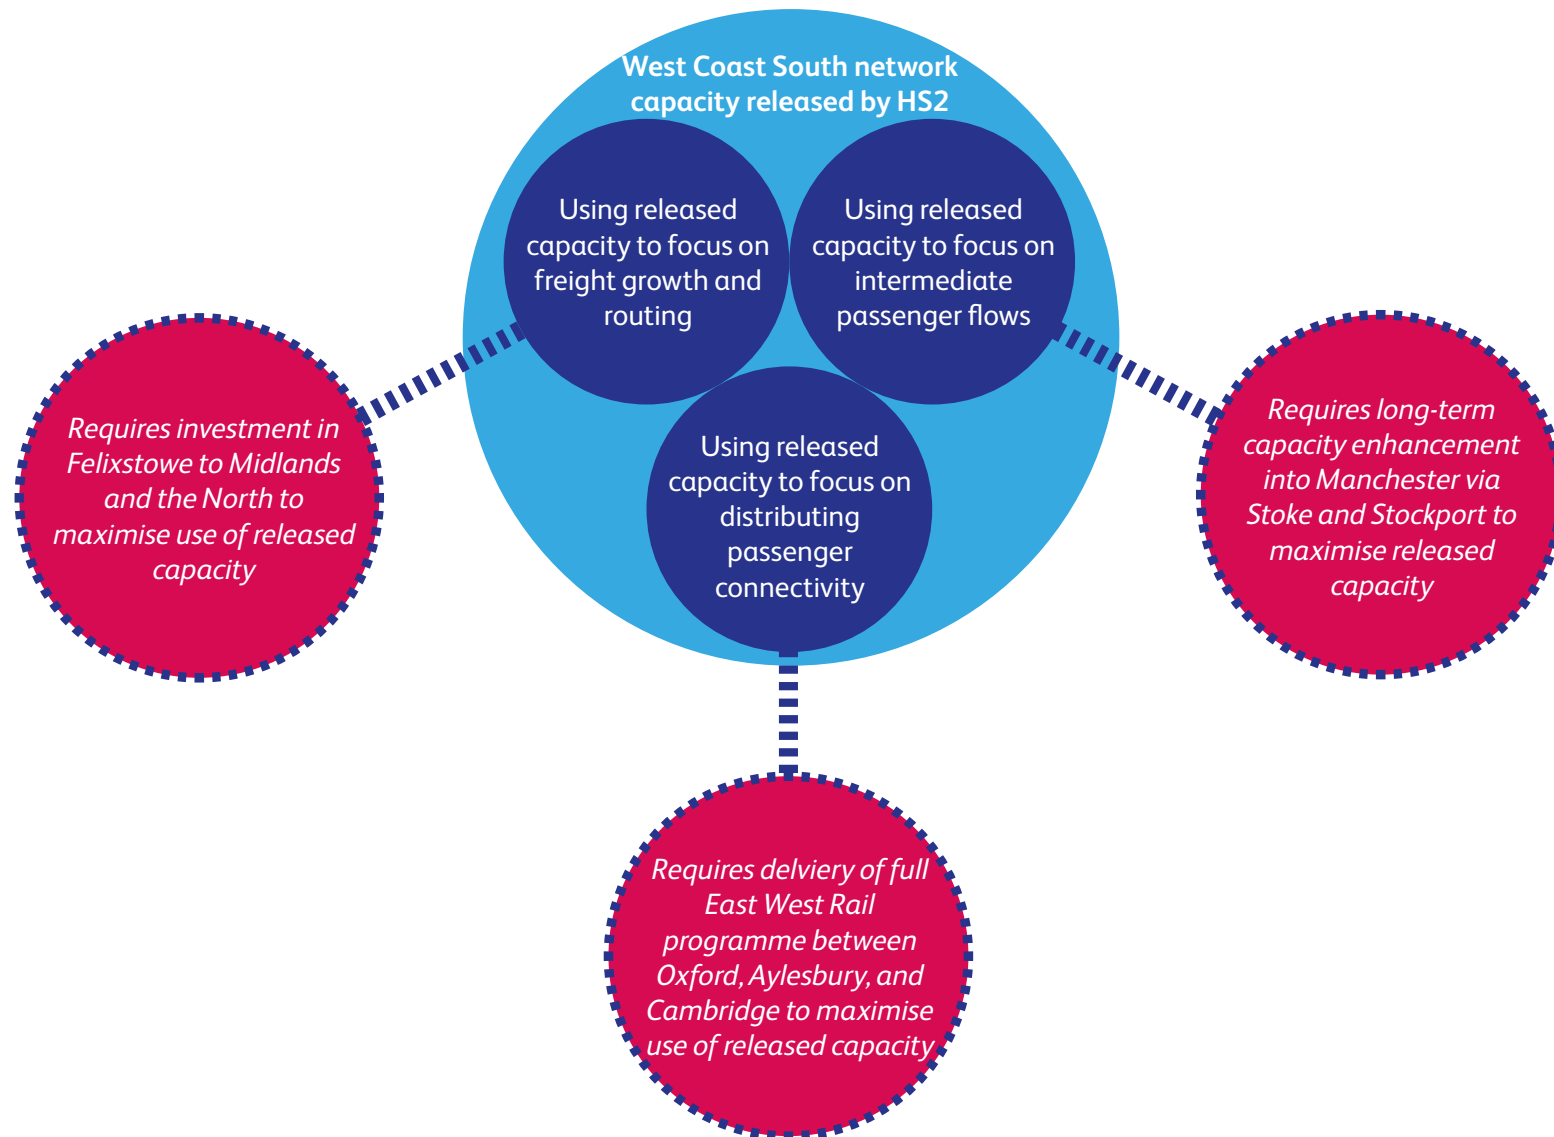 West Coast South network
capacity released by HS2
Using released
capacity to focus on
freight growth and
routing
Using released
capacity to focus on
intermediate
passenger flows
Using released
capacity to focus on
distributing
passenger
connectivity
Requires investment in
Felixstowe to Midlands
and the North to
maximise use of released
capacity
Requires long-term
capacity enhancement
into Manchester via
Stoke and Stockport to
maximise released
capacity
Requires delviery of full
East West Rail
programme between
Oxford, Aylesbury, and
Cambridge to maximise
use of released capacity